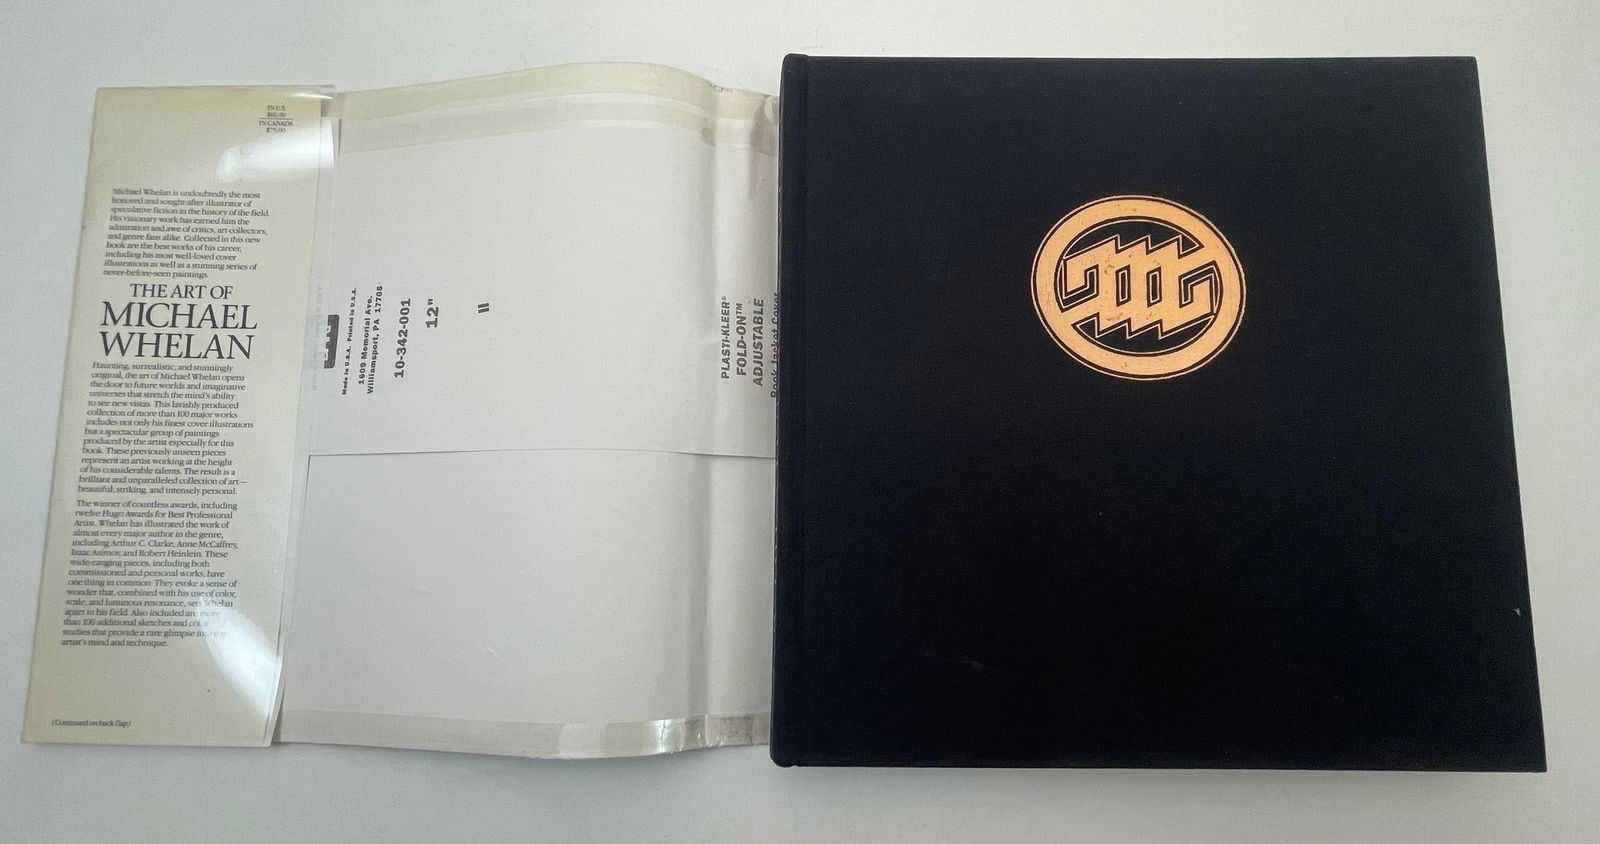 IN U.S.
$60.00
IN CANADA
$75.00
Michael Whelan is undoubtedly the most
honored and sought-after illustrator of
speculative fiction in the history of the field.
His visionary work has earned him the
admiration and awe of critics, art collectors,
and genre fans alike. Collected in this new
book are the best works of his career,
including his most well-loved cover
illustrations as well as a stunning series of
never-before-seen paintings.
THE ART OF
MICHAEL
WHELAN
Haunting, surrealistic, and stunningly
original, the art of Michael Whelan opens
the door to future worlds and imaginative
universes that stretch the mind's ability
to see new vistas. This lavishly produced
collection of more than 100 major works
includes not only his finest cover illustrations
but a spectacular group of paintings
produced by the artist especially for this
book. These previously unseen pieces
represent an artist working at the height
of his considerable talents. The result is a
brilliant and unparalleled collection of art—
beautiful, striking, and intensely personal.
The winner of countless awards, including
twelve Hugo Awards for Best Professional
Artist, Whelan has illustrated the work of
almost every major author in the genre,
including Arthur C. Clarke, Anne McCaffrey,
Isaac Asimov, and Robert Heinlein. These
wide-ranging pieces, including both
commissioned and personal works, have
one thing in common: They evoke a sense of
wonder that, combined with his use of color,
scale, and luminous resonance, sets Whelan
apart in his field. Also included are more
than 100 additional sketches and color
studies that provide a rare glimpse into the
artist's mind and technique.
(Continued on back flap)
Made in U.S.A. Printed in U.S.A.
1609 Memorial Ave.
Williamsport, PA 17705
10-342-001
12"
II
PLASTI-KLEER®
FOLD-ON™
ADJUSTABLE
Book Jacket Cover